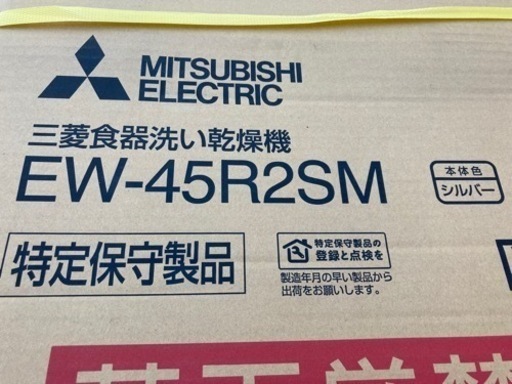 MITSUBISHI
ELECTRIC
三菱食器洗い乾燥機
EW-45R2SM
本体色
シルバー
特定保守製品
特定保守製品の
登録と点検を
製造年月の早い製品から
出荷をお願いします。